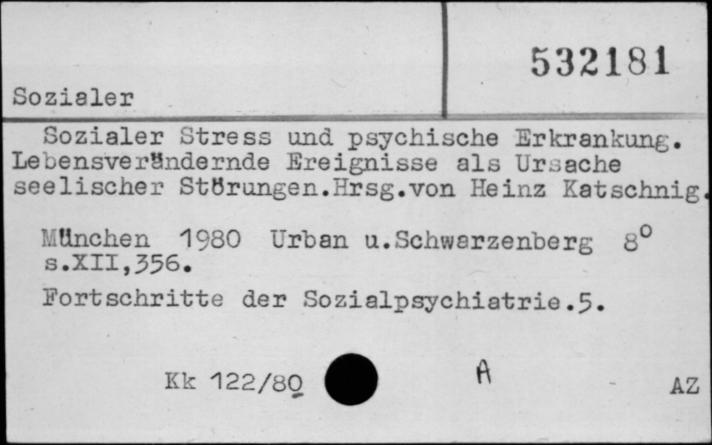 532181
Sozialer
Sozialer Stress und psychische Erkrankung.
Lebensverändernde Ereignisse als Ursache
seelischer Störungen.Hrsg.von Heinz Katschnig.
München 1980 Urban u.Schwarzenberg 8°
s.XII,356.
Fortschritte der Sozialpsychiatrie.5.
Kk 122/80 A
AZ